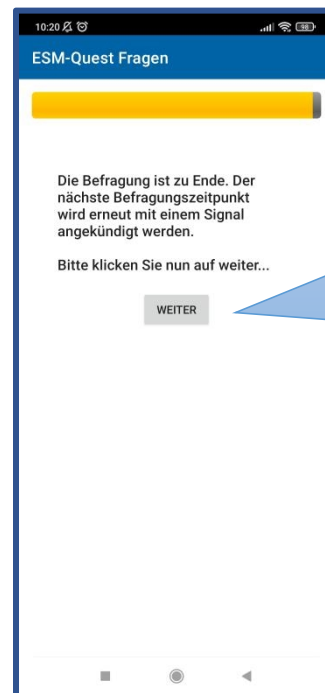 10:20
98
ESM-Quest Fragen
Die Befragung ist zu Ende. Der
nächste Befragungszeitpunkt
wird erneut mit einem Signal
angekündigt werden.
Bitte klicken Sie nun auf weiter...
WEITER